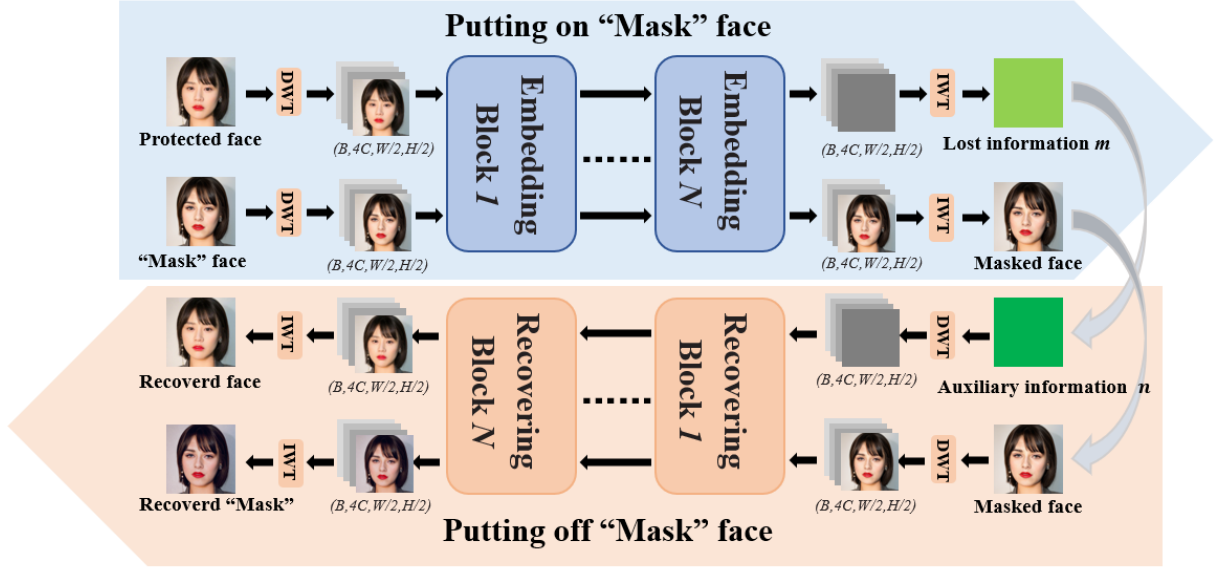 Putting on “Mask” face
DWT
IWT
Protected face
(B,4C,W/2,H/2)
Embedding
Block 1
Embedding
Block N
(B,4C,W/2,H/2)
Lost information m
DWT
IWT
“Mask” face
(B,4C,W/2,H/2)
(B,4C,W/2,H/2)
Masked face
IWT
DWT
Recoverd face
(B,4C,W/2,H/2)
Recovering
Block N
Recovering
Block 1
(B,4C,W/2,H/2)
Auxiliary information n
IWT
DWT
Recoverd “Mask”
(B,4C,W/2,H/2)
(B,4C,W/2,H/2)
Masked face
Putting off “Mask” face